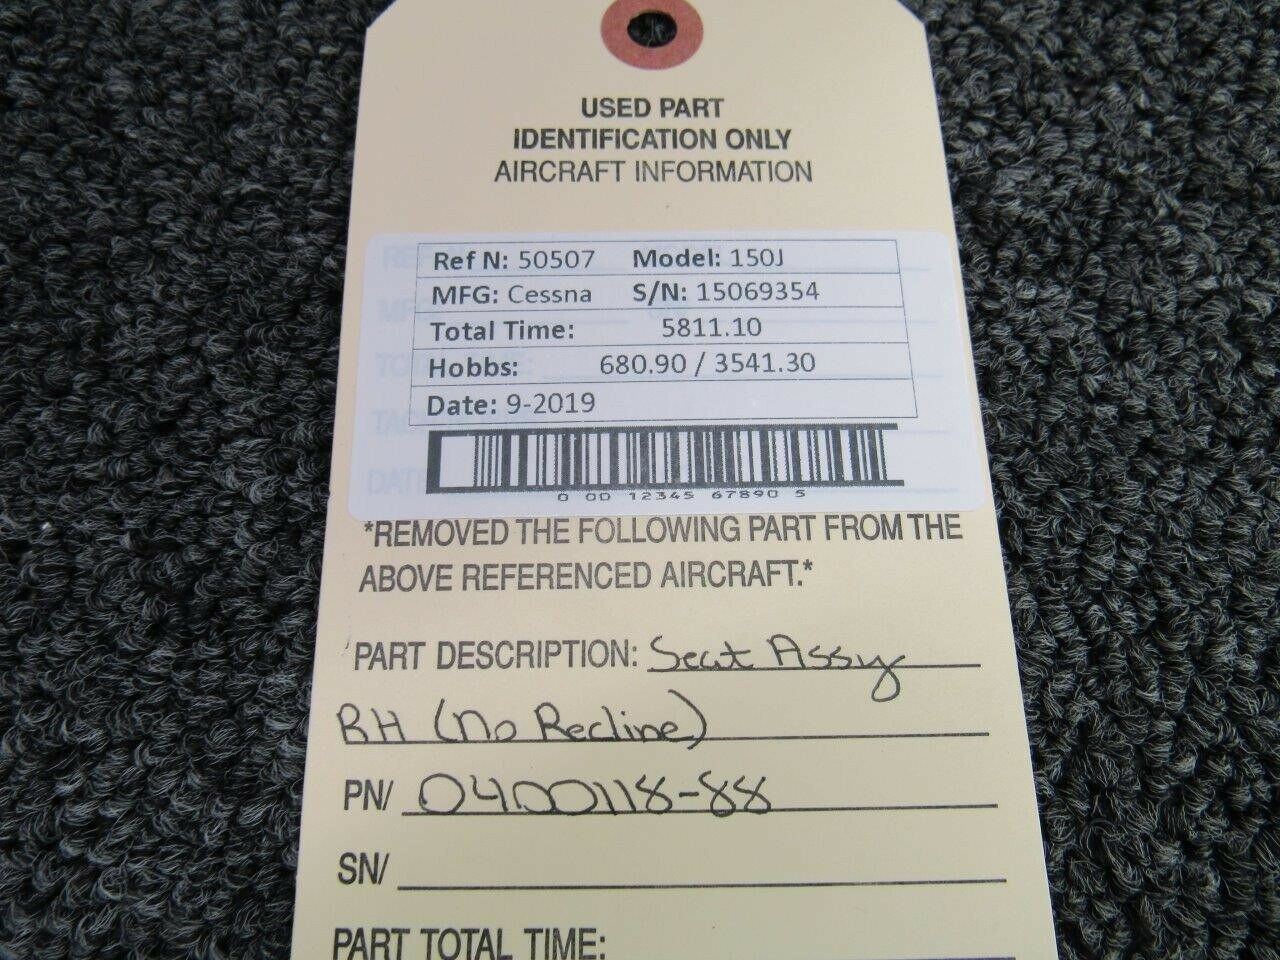 USED PART
IDENTIFICATION ONLY
AIRCRAFT INFORMATION
Ref N: 50507 Model: 150J
MFG: Cessna S/N: 15069354
Total Time: 5811.10
Hobbs: 680.90 / 3541.30
Date: 9-2019
0 00 12345 67890 5
*REMOVED THE FOLLOWING PART FROM THE
ABOVE REFERENCED AIRCRAFT.*
PART DESCRIPTION: Seat Assy
RH (No Recline)
PN/ 0400118-88
SN/
PART TOTAL TIME: